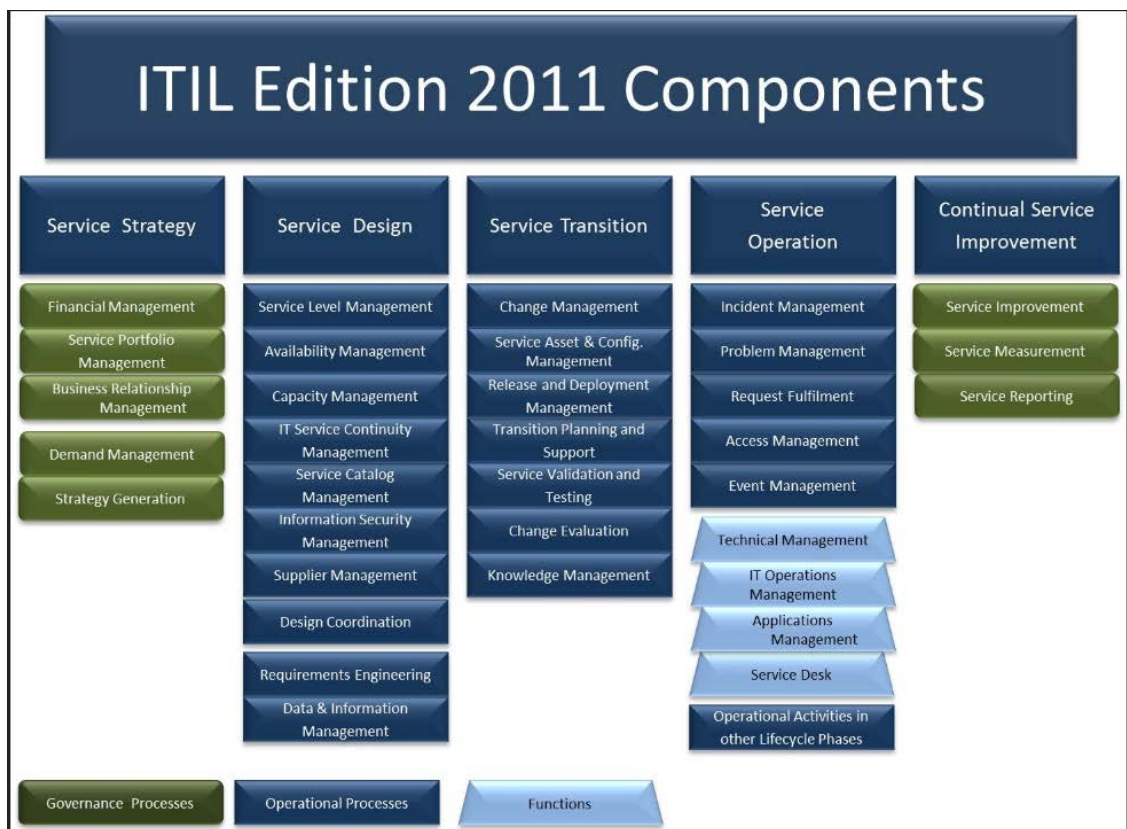 ITIL Edition 2011 Components
Service Strategy
Financial Management
Service Portfolio
Management
Business Relationship
Management
Demand Management
Strategy Generation
Service Design
Service Level Management
Availability Management
Capacity Management
IT Service Continuity
Management
Service Catalog
Management
Information Security
Management
Supplier Management
Design Coordination
Requirements Engineering
Data & Information
Management
Service Transition
Change Management
Service Asset & Config.
Management
Release and Deployment
Management
Transition Planning and
Support
Service Validation and
Testing
Change Evaluation
Knowledge Management
Service
Operation
Incident Management
Problem Management
Request Fulfilment
Access Management
Event Management
Technical Management
IT Operations
Management
Applications
Management
Service Desk
Operational Activities in
other Lifecycle Phases
Continual Service
Improvement
Service Improvement
Service Measurement
Service Reporting
Governance Processes
Operational Processes
Functions